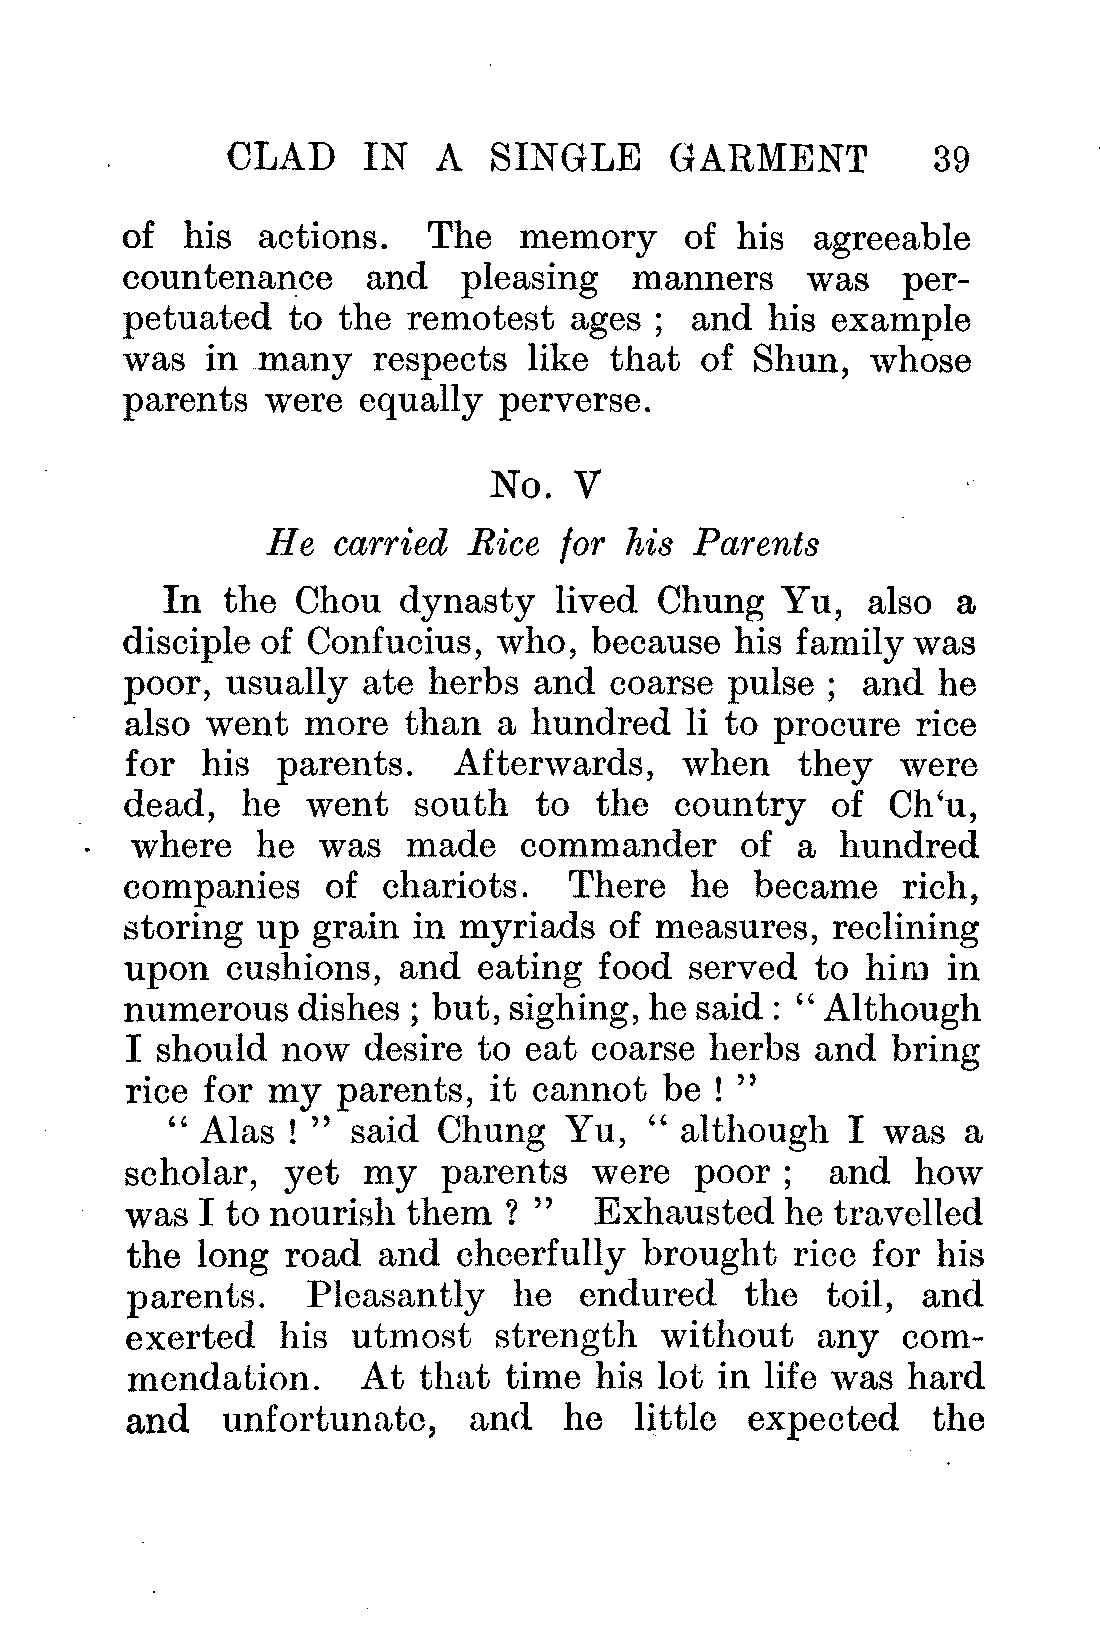 CLAD IN A SINGLE GARMENT 39
of his actions. The memory of his agreeable
countenance and pleasing manners was per-
petuated to the remotest ages ; and his example
was in many respects like that of Shun, whose
parents were equally perverse.
No. V
He carried Rice for his Parents
In the Chou dynasty lived Chung Yu, also a
disciple of Confucius, who, because his family was
poor, usually ate herbs and coarse pulse ; and he
also went more than a hundred li to procure rice
for his parents. Afterwards, when they were
dead, he went south to the country of Ch‘u,
where he was made commander of a hundred
companies of chariots. There he became rich,
storing up grain in myriads of measures, reclining
upon cushions, and eating food served to him in
numerous dishes ; but, sighing, he said : “ Although
I should now desire to eat coarse herbs and bring
rice for my parents, it cannot be ! ”
“ Alas ! ” said Chung Yu, “ although I was a
scholar, yet my parents were poor ; and how
was I to nourish them ? ” Exhausted he travelled
the long road and cheerfully brought rice for his
parents. Pleasantly he endured the toil, and
exerted his utmost strength without any com-
mendation. At that time his lot in life was hard
and unfortunate, and he little expected the